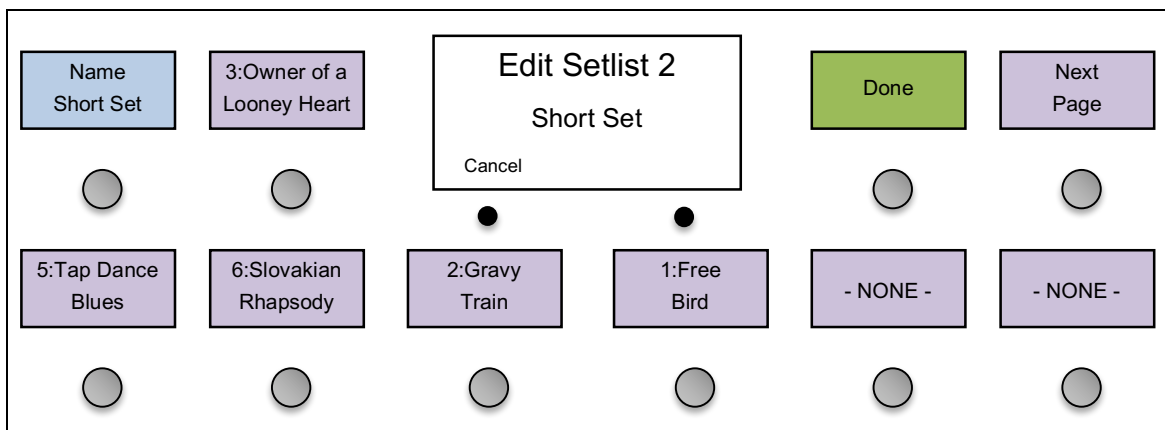 Name
Short Set
3:Owner of a
Looney Heart
Edit Setlist 2
Short Set
Cancel
Done
Next
Page
5:Tap Dance
Blues
6:Slovakian
Rhapsody
2:Gravy
Train
1:Free
Bird
- NONE -
- NONE -